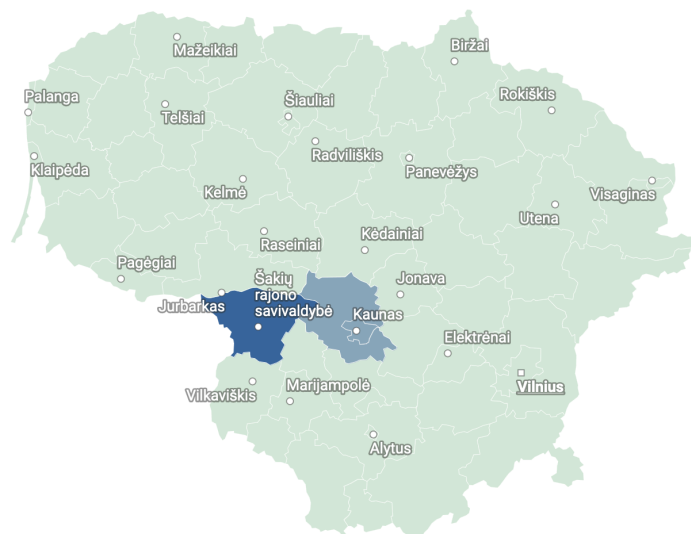 Biržai
Mažeikiai
Palanga
Rokiškis
Telšiai
Šiauliai
Radviliškis
Panevėžys
Klaipėda
Kelmė
Visaginas
Utena
Raseiniai
Kėdainiai
Pagėgiai
Jonava
Šakių
rajono
savivaldybė
Jurbarkas
Kaunas
Elektrėnai
Vilkaviškis
Marijampolė
Vilnius
Alytus